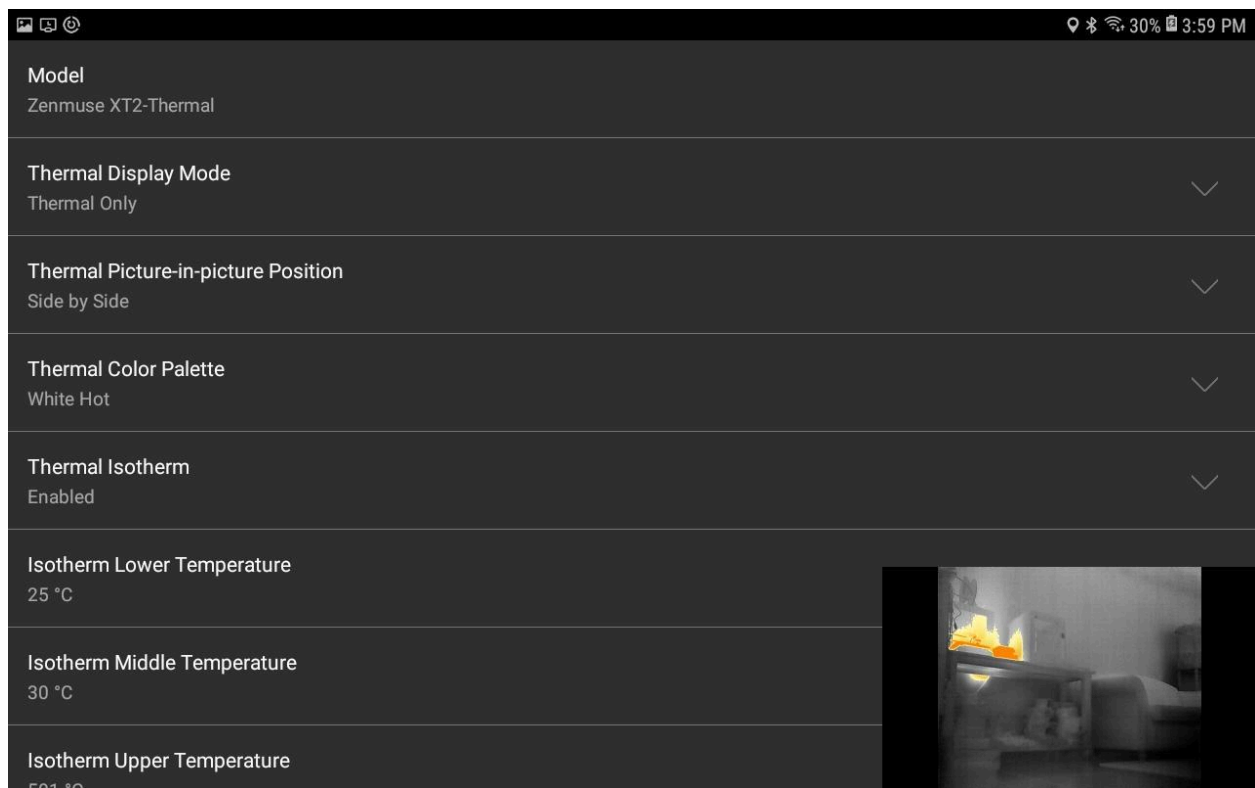 30% 3:59 PM
Model
Zenmuse XT2-Thermal
Thermal Display Mode
Thermal Only
Thermal Picture-in-picture Position
Side by Side
Thermal Color Palette
White Hot
Thermal Isotherm
Enabled
Isotherm Lower Temperature
25 °C
Isotherm Middle Temperature
30 °C
Isotherm Upper Temperature